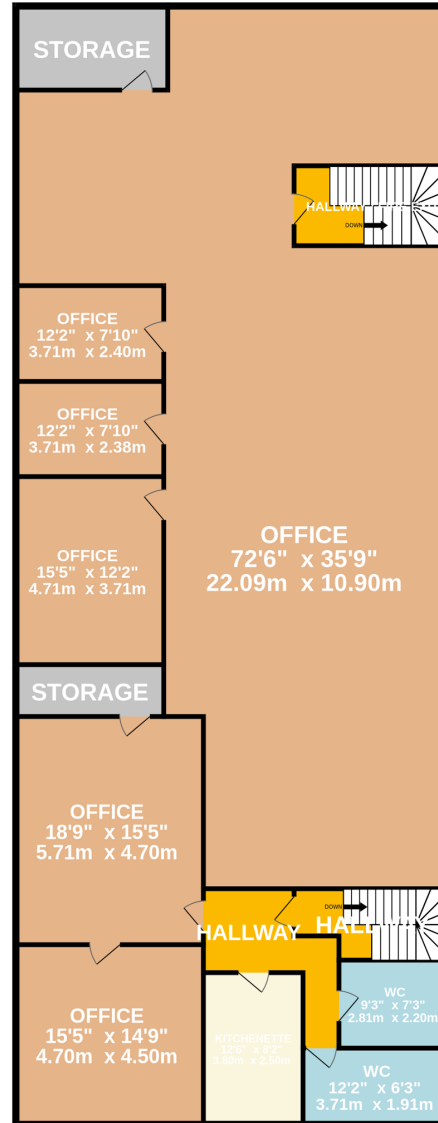 STORAGE
HALLWAY
DOWN
OFFICE
12'2" x 7'10"
3.71m x 2.40m
OFFICE
12'2" x 7'10"
3.71m x 2.38m
OFFICE
15'5" x 12'2"
4.71m x 3.71m
OFFICE
72'6" x 35'9"
22.09m x 10.90m
STORAGE
OFFICE
18'9" x 15'5"
5.71m x 4.70m
DOWN
HALLWAY
HALLWAY
OFFICE
15'5" x 14'9"
4.70m x 4.50m
KITCHENETTE
WC
9'3" x 7'3"
2.81m x 2.20m
WC
12'2" x 6'3"
3.71m x 1.91m